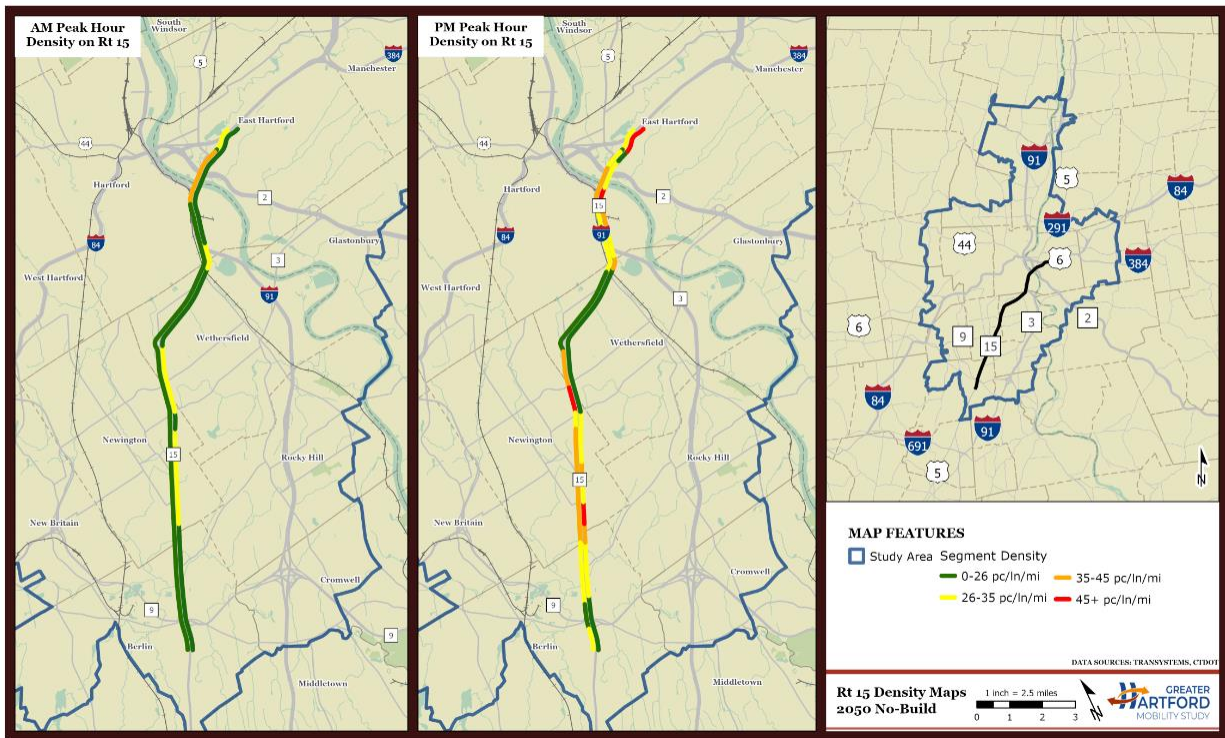 AM Peak Hour
Density on Rt 15
South
Windsor
384
5
Manchester
East Hartford
44
Hartford
2
84
Glastonbury
3
West Hartford
91
Wethersfield
Newington
15
Rocky Hill
New Britain
Cromwell
9
9
Berlin
Middletown
PM Peak Hour
Density on Rt 15
South
Windsor
384
5
Manchester
East Hartford
44
Hartford
2
15
91
84
Glastonbury
West Hartford
3
Wethersfield
Newington
15
Rocky Hill
New Britain
Cromwell
9
Berlin
Middletown
91
5
84
291
44
6
384
6
9
15
3
2
84
91
691
5
N
MAP FEATURES
Study Area
Segment Density
0-26 pc/ln/mi
35-45 pc/ln/mi
26-35 pc/ln/mi
45+ pc/ln/mi
DATA SOURCES: TRANSYSTEMS, CTDOT
Rt 15 Density Maps
2050 No-Build
1 inch = 2.5 miles
0 1 2 3
N
GREATER
HARTFORD
MOBILITY STUDY